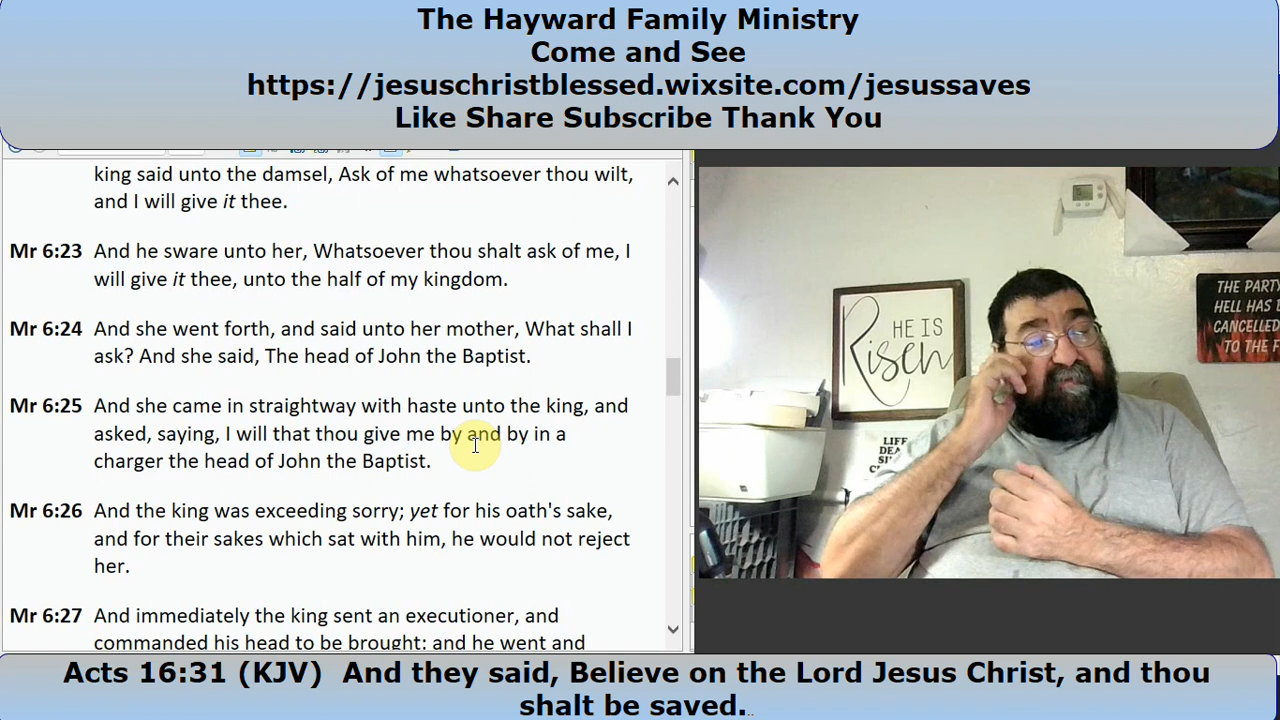 The Hayward Family Ministry
Come and See
https://jesuschristblessed.wixsite.com/jesussaves
Like Share Subscribe Thank You
king said unto the damsel, Ask of me whatsoever thou wilt,
and I will give it thee.
Mr 6:23 And he sware unto her, Whatsoever thou shalt ask of me, I
will give it thee, unto the half of my kingdom.
Mr 6:24 And she went forth, and said unto her mother, What shall I
ask? And she said, The head of John the Baptist.
Mr 6:25 And she came in straightway with haste unto the king, and
asked, saying, I will that thou give me by and by in a
charger the head of John the Baptist.
Mr 6:26 And the king was exceeding sorry; yet for his oath's sake,
and for their sakes which sat with him, he would not reject
her.
Mr 6:27 And immediately the king sent an executioner, and
commanded his head to be brought: and he went and
HE IS
Risen
THE PARTY
HELL HAS
CANCELLED
TO THE F
LIFE
Acts 16:31 (KJV) And they said, Believe on the Lord Jesus Christ, and thou
shalt be saved..